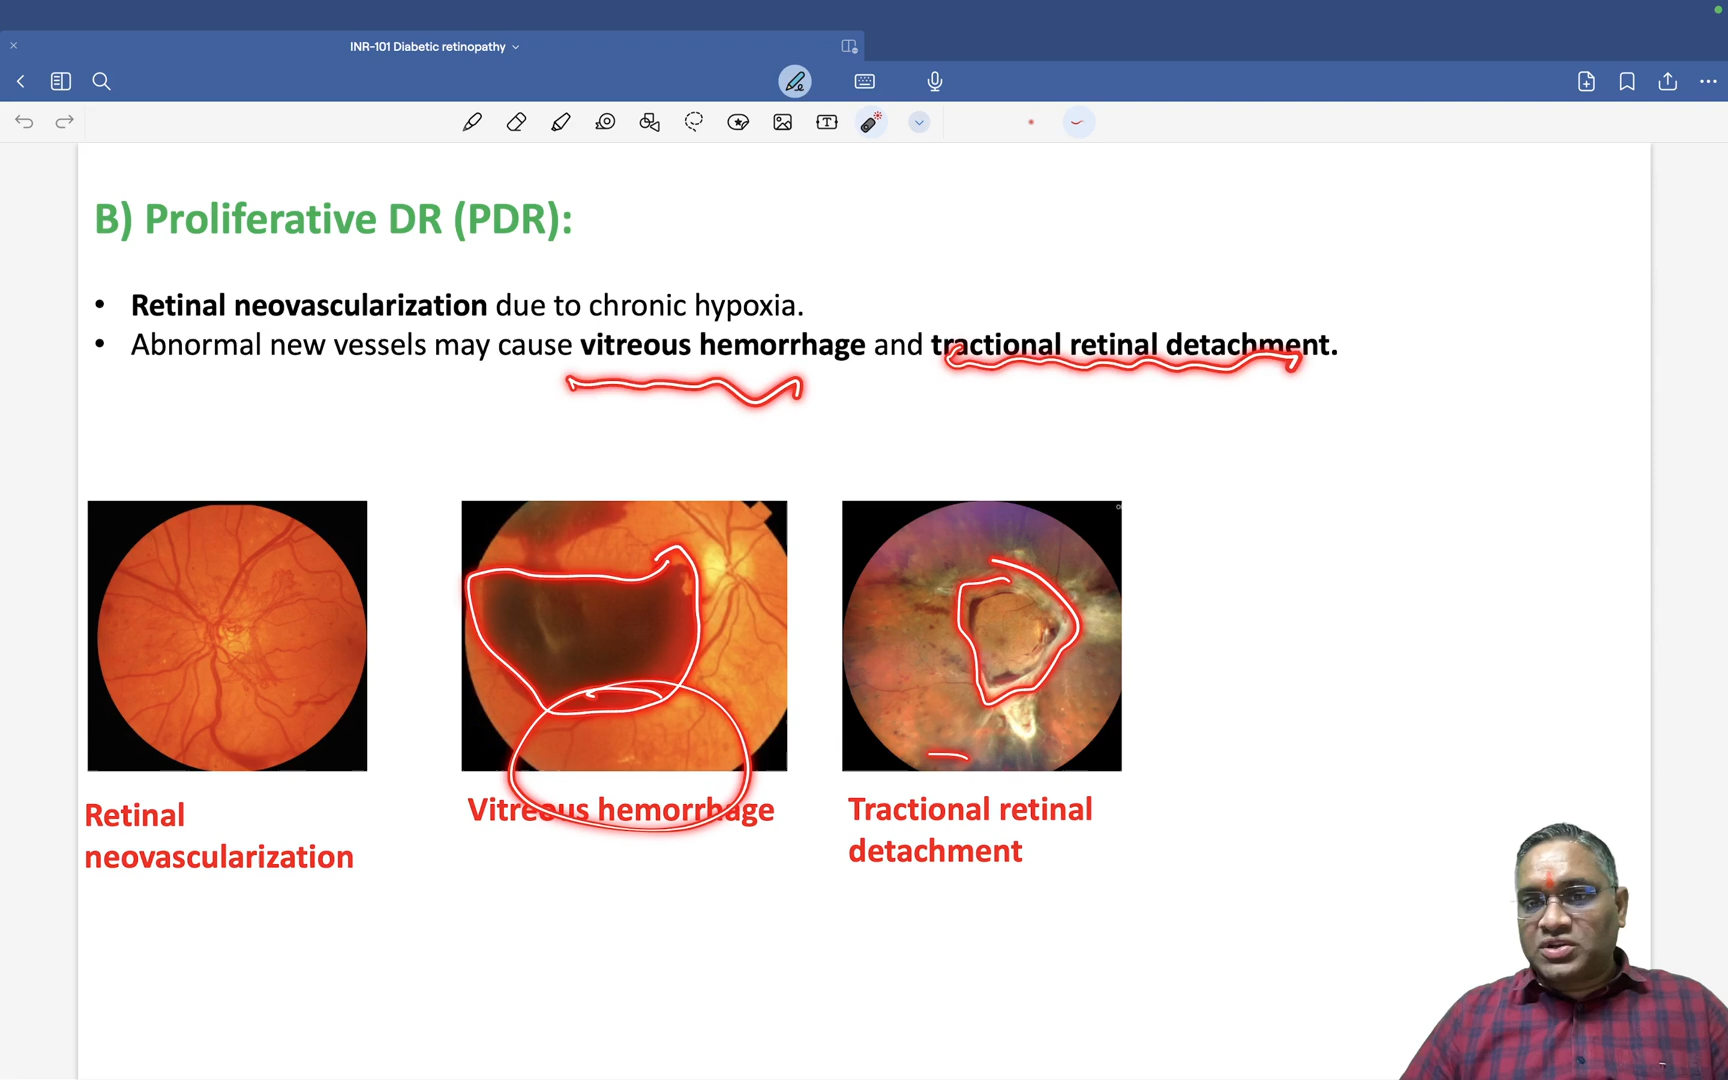 INR-101 Diabetic retinopathy
B) Proliferative DR (PDR):
• Retinal neovascularization due to chronic hypoxia.
• Abnormal new vessels may cause vitreous hemorrhage and tractional retinal detachment.
Retinal
neovascularization
Vitreous hemorrhage
Tractional retinal
detachment